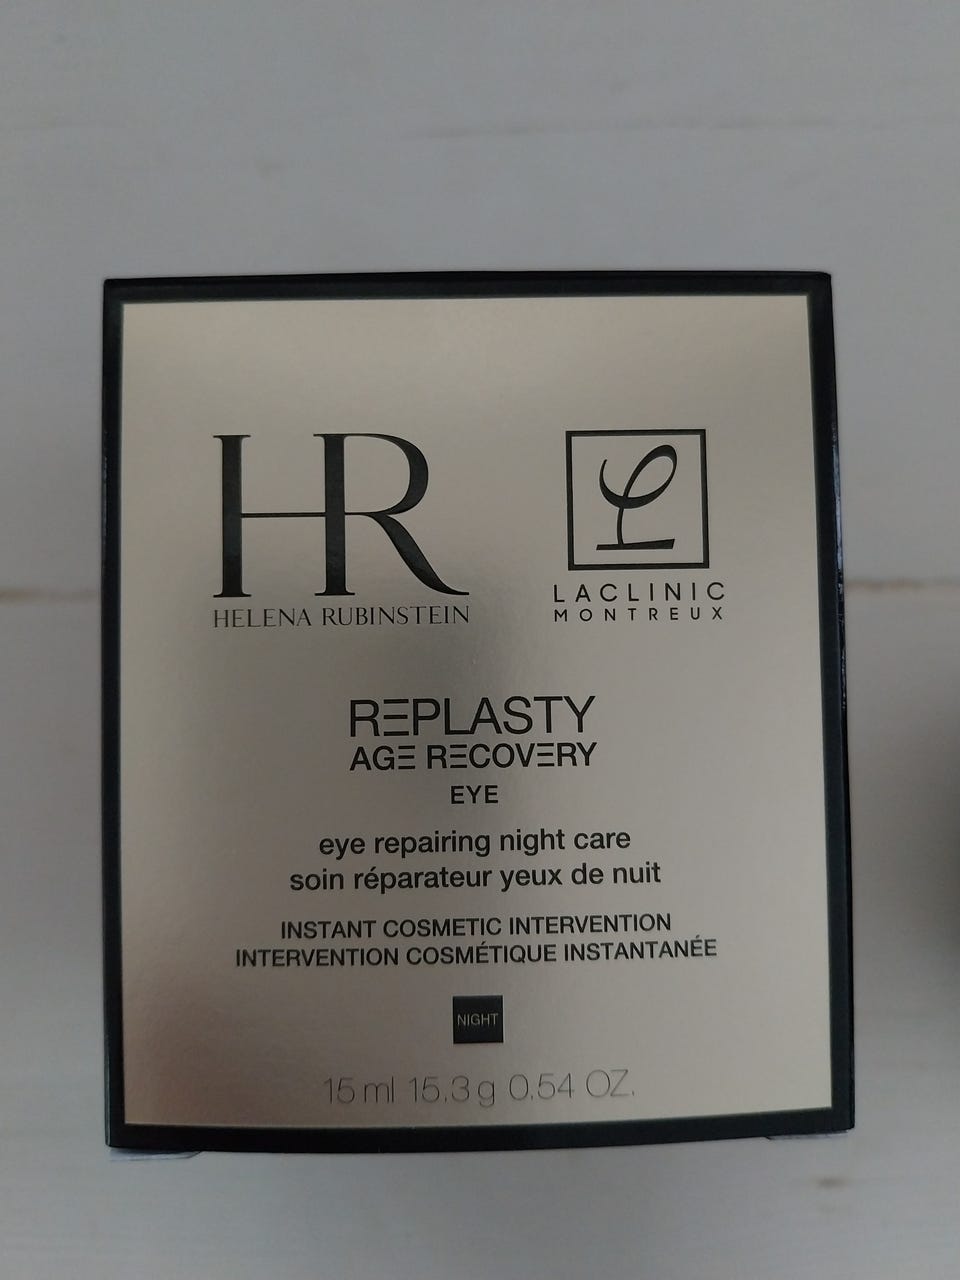 HR
HELENA RUBINSTEIN
LACLINIC
MONTREUX
REPLASTY
AGE RECOVERY
EYE
eye repairing night care
soin réparateur yeux de nuit
INSTANT COSMETIC INTERVENTION
INTERVENTION COSMÉTIQUE INSTANTANÉE
NIGHT
15 ml 15.3 g 0.54 OZ.